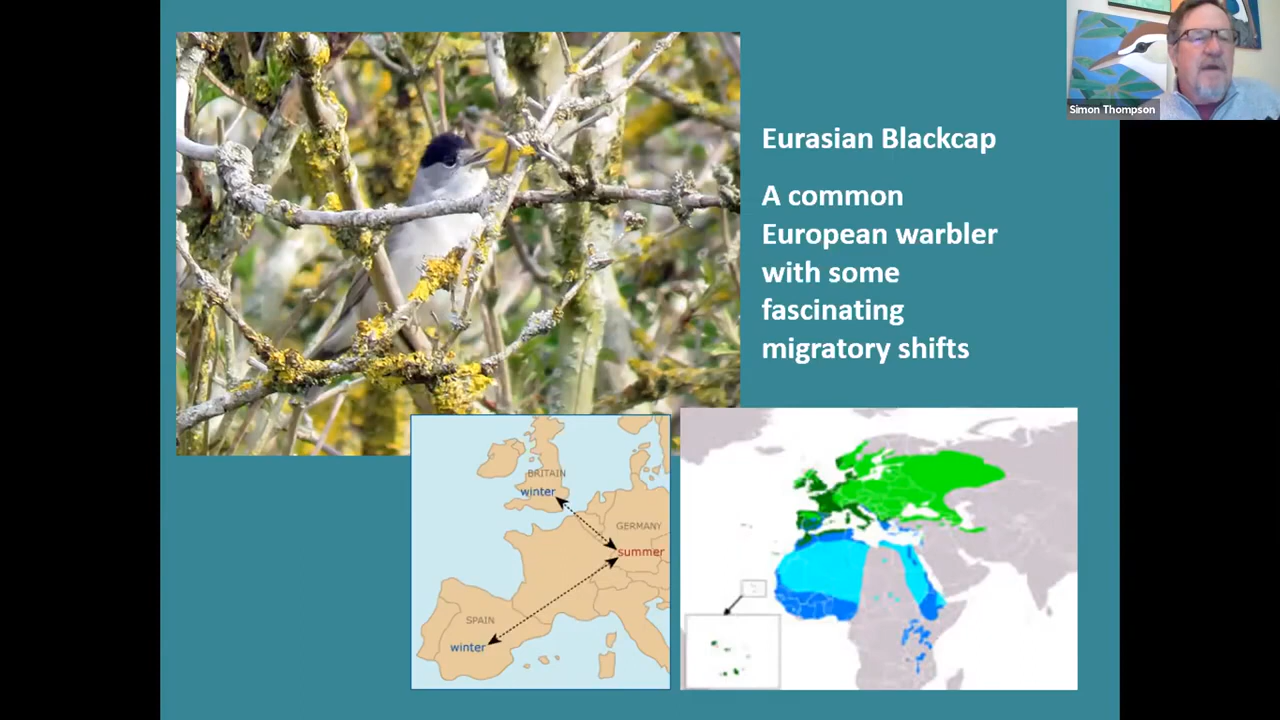 Simon Thompson
Eurasian Blackcap
A common
European warbler
with some
fascinating
migratory shifts
BRITAIN
winter
GERMANY
summer
SPAIN
winter